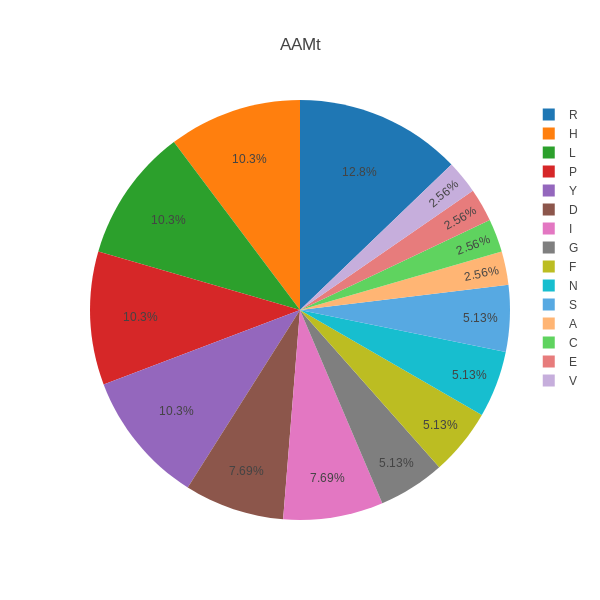 AAMt
12.8%
10.3%
10.3%
10.3%
10.3%
7.69%
7.69%
5.13%
5.13%
5.13%
5.13%
2.56%
2.56%
2.56%
2.56%
R
H
L
P
Y
D
I
G
F
N
S
A
C
E
V